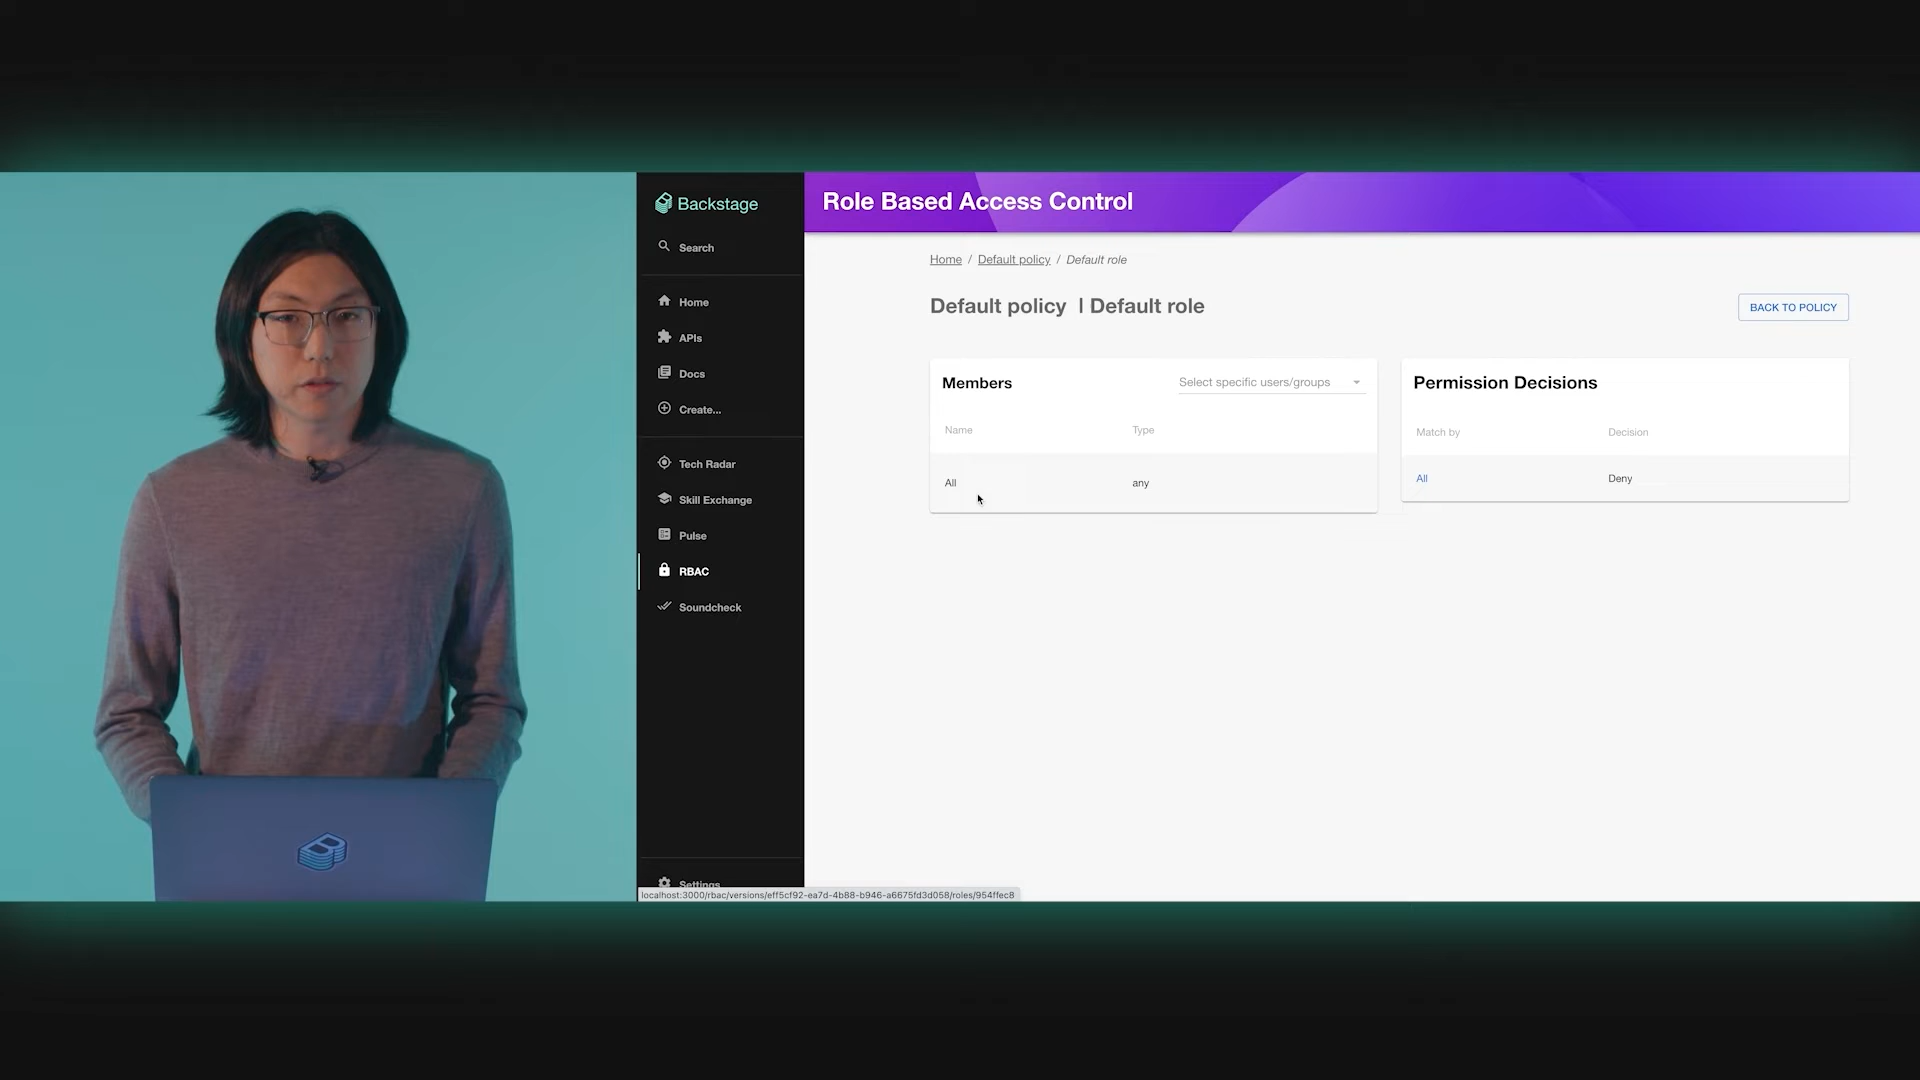 Backstage
Search
Home
APIs
Docs
Create...
Tech Radar
Skill Exchange
Pulse
RBAC
Soundcheck
Settings
localhost:3000/rbac/versions/eff5cf92-ea7d-4b88-b946-a6675fd3d058/roles/954ffec8
Role Based Access Control
Home / Default policy / Default role
Default policy | Default role
BACK TO POLICY
Members
Select specific users/groups
Name Type
All any
Permission Decisions
Match by Decision
All Deny